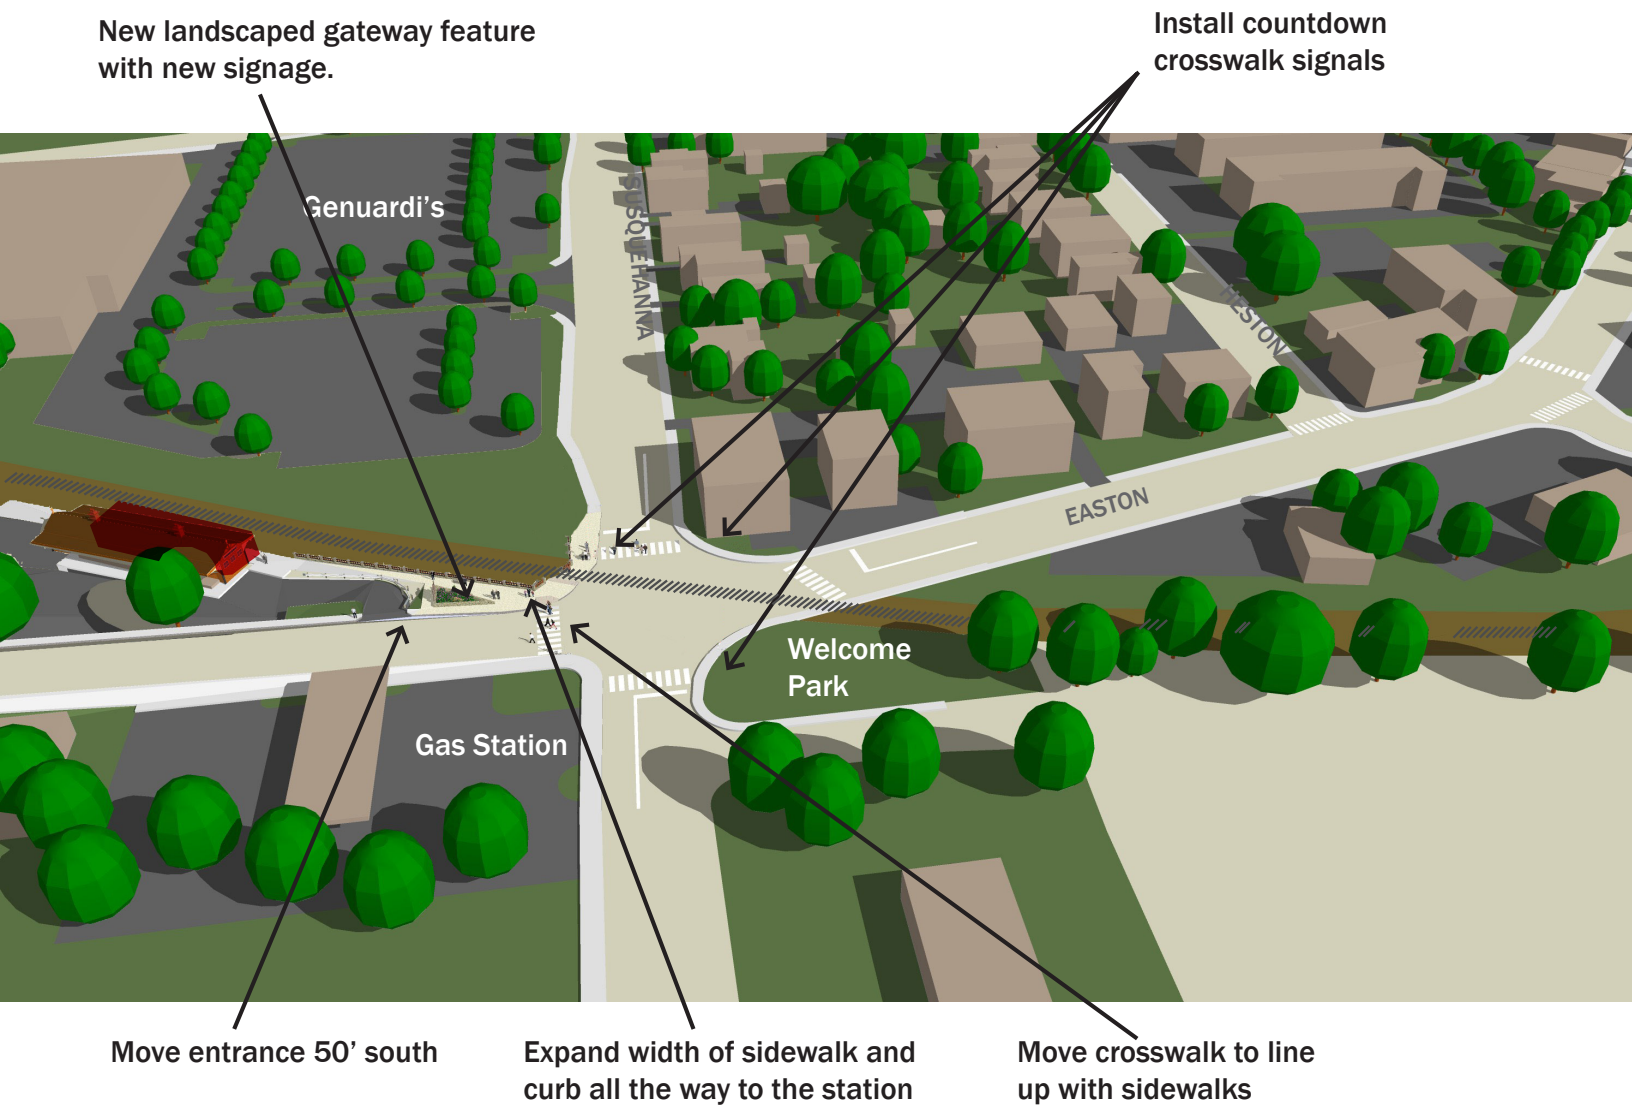 New landscaped gateway feature
with new signage.
Install countdown
crosswalk signals
Genuardi’s
SUSQUEHANNA
HESTON
EASTON
Welcome
Park
Gas Station
Move entrance 50’ south
Expand width of sidewalk and
curb all the way to the station
Move crosswalk to line
up with sidewalks